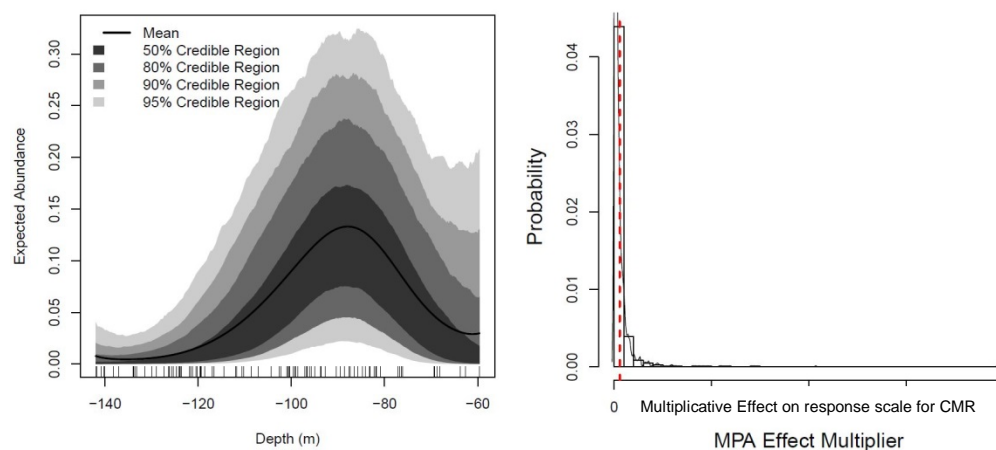 Mean
50% Credible Region
80% Credible Region
90% Credible Region
95% Credible Region
Expected Abundance
0.00
0.05
0.10
0.15
0.20
0.25
0.30
−140
−120
−100
−80
−60
Depth (m)
Probability
0.00
0.01
0.02
0.03
0.04
0
Multiplicative Effect on response scale for CMR
MPA Effect Multiplier